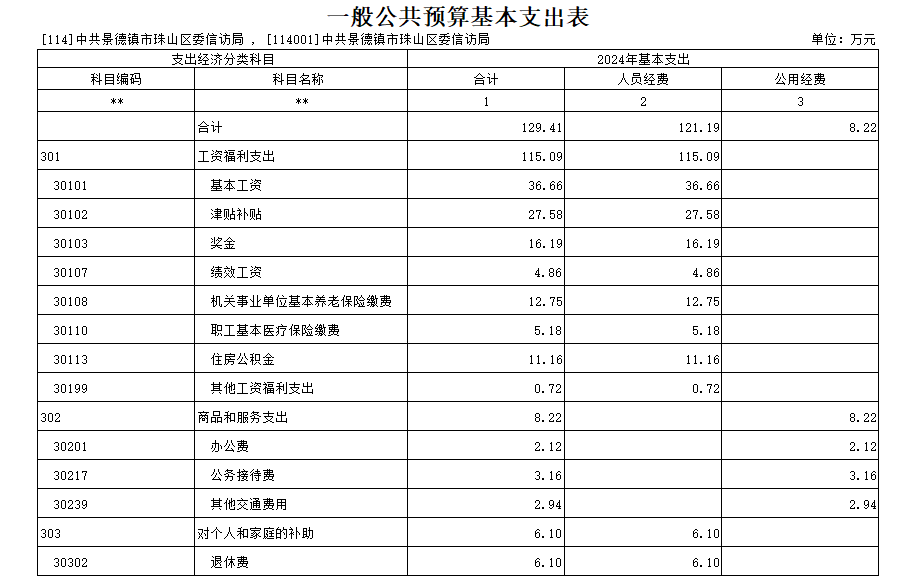 一般公共预算基本支出表
[114]中共景德镇市珠山区委信访局 , [114001]中共景德镇市珠山区委信访局 单位: 万元
支出经济分类科目 2024年基本支出
科目编码 科目名称 合计 人员经费 公用经费
** ** 1 2 3
合计 129.41 121.19 8.22
301 工资福利支出 115.09 115.09
30101 基本工资 36.66 36.66
30102 津贴补贴 27.58 27.58
30103 奖金 16.19 16.19
30107 绩效工资 4.86 4.86
30108 机关事业单位基本养老保险缴费 12.75 12.75
30110 职工基本医疗保险缴费 5.18 5.18
30113 住房公积金 11.16 11.16
30199 其他工资福利支出 0.72 0.72
302 商品和服务支出 8.22 8.22
30201 办公费 2.12 2.12
30217 公务接待费 3.16 3.16
30239 其他交通费用 2.94 2.94
303 对个人和家庭的补助 6.10 6.10
30302 退休费 6.10 6.10